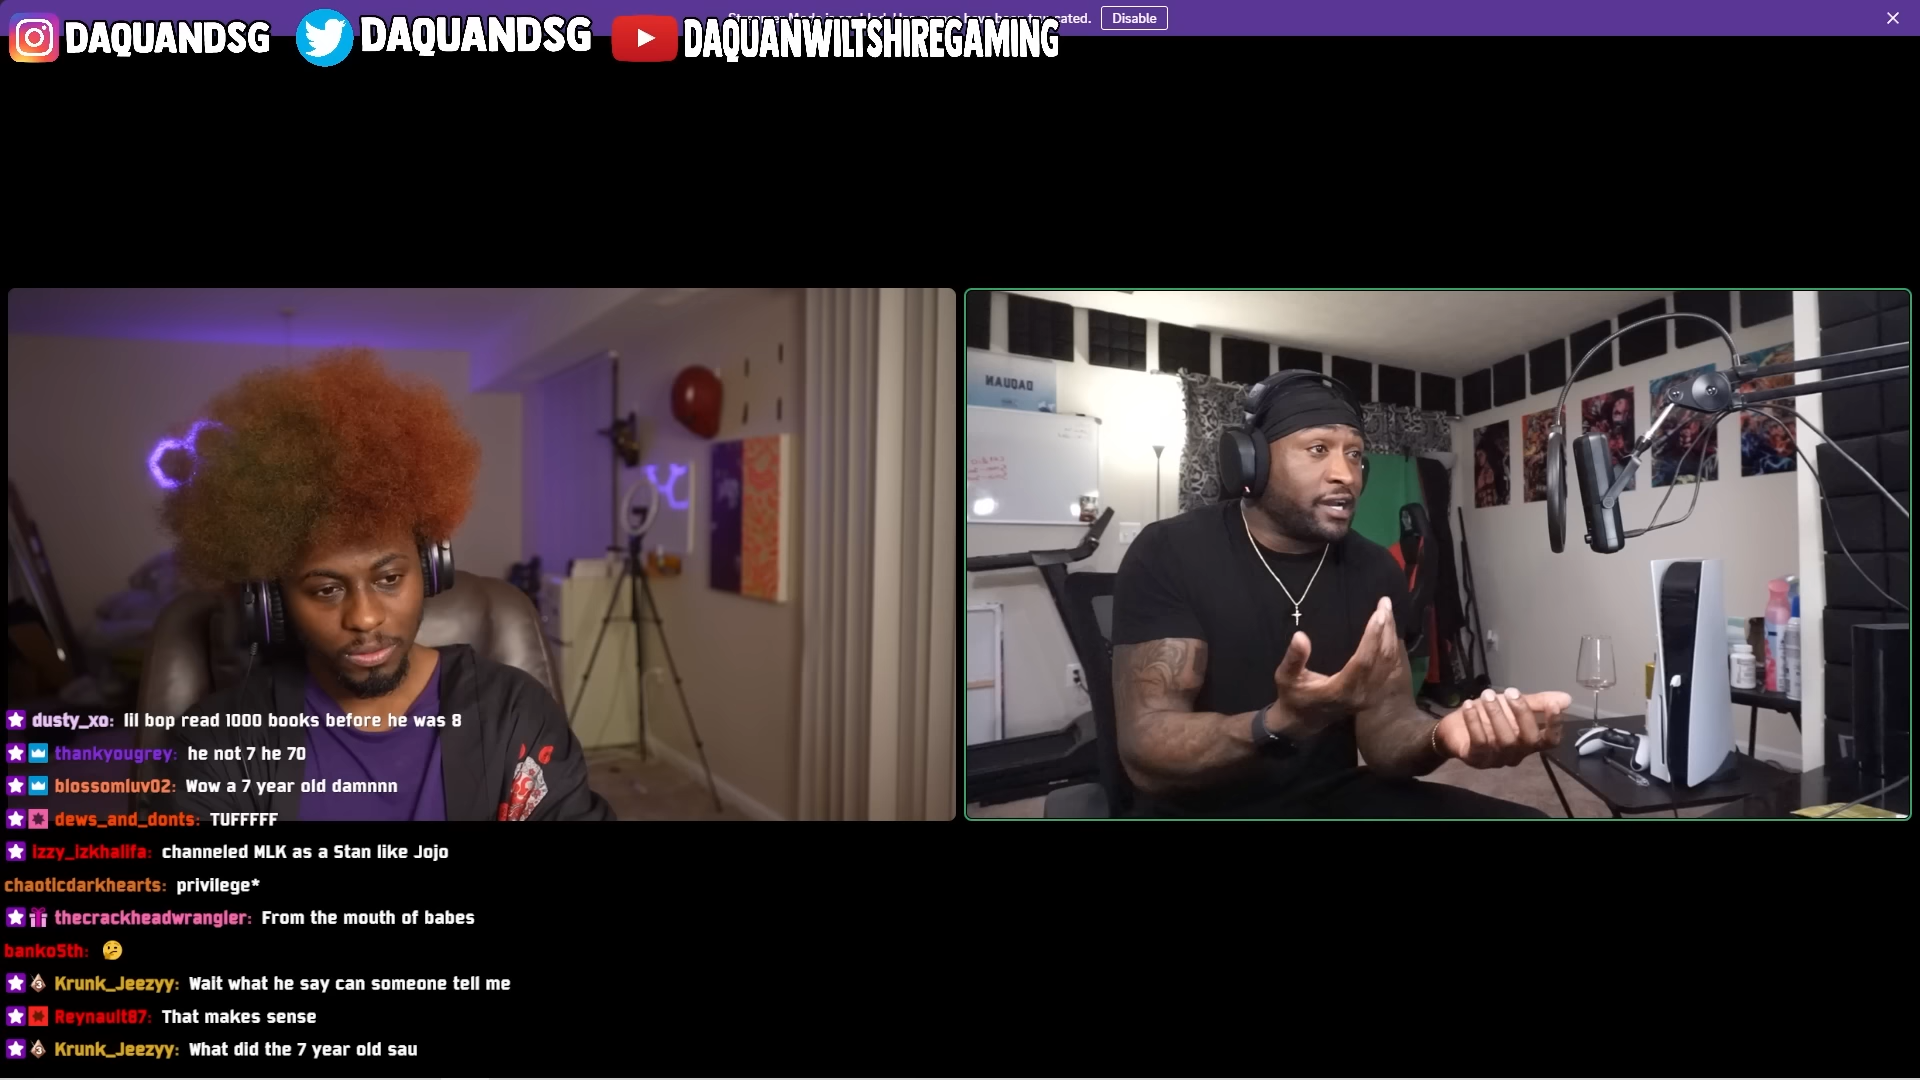 DAQUANDSG DAQUANDSG DAQUANWILTSHIREGAMING
Disable
dusty_xo: lil bop read 1000 books before he was 8
thankyougrey: he not 7 he 70
blossomluv02: Wow a 7 year old damnnn
dews_and_donts: TUFFFFF
izzy_izkhalifa: channeled MLK as a Stan like Jojo
chaoticdarkhearts: privilege*
thecrackheadwrangler: From the mouth of babes
banko5th: 🤔
Krunk_Jeezyy: Wait what he say can someone tell me
Reynault87: That makes sense
Krunk_Jeezyy: What did the 7 year old sau